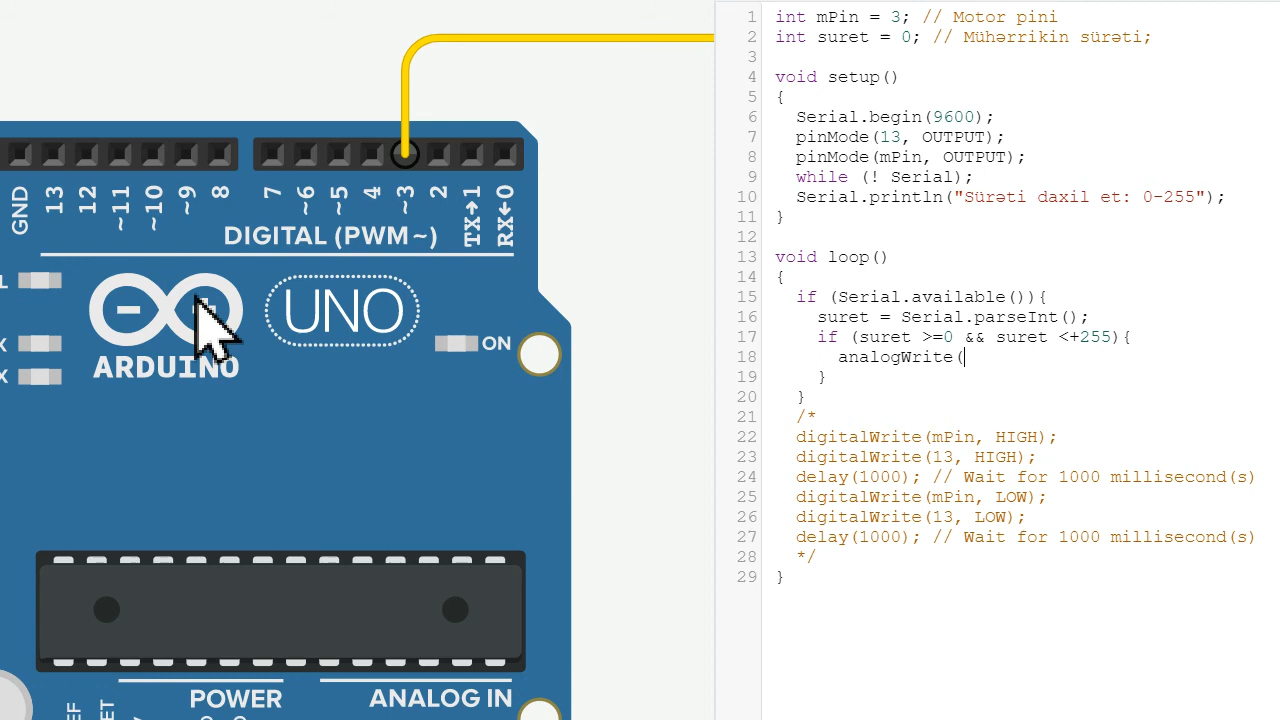 GND
13
12
~11
~10
~9
8
7
~6
~5
4
~3
2
TX→1
RX←0
DIGITAL (PWM~)
L
X
X
ARDUINO
UNO
ON
POWER
ANALOG IN
EF
ET
1 int mPin = 3; // Motor pini
2 int suret = 0; // Mühərrikin sürəti;
3
4 void setup()
5 {
6 Serial.begin(9600);
7 pinMode(13, OUTPUT);
8 pinMode(mPin, OUTPUT);
9 while (! Serial);
10 Serial.println("Sürəti daxil et: 0-255");
11 }
12
13 void loop()
14 {
15 if (Serial.available()){
16 suret = Serial.parseInt();
17 if (suret >=0 && suret <+255){
18 analogWrite(
19 }
20 }
21 /*
22 digitalWrite(mPin, HIGH);
23 digitalWrite(13, HIGH);
24 delay(1000); // Wait for 1000 millisecond(s)
25 digitalWrite(mPin, LOW);
26 digitalWrite(13, LOW);
27 delay(1000); // Wait for 1000 millisecond(s)
28 */
29 }